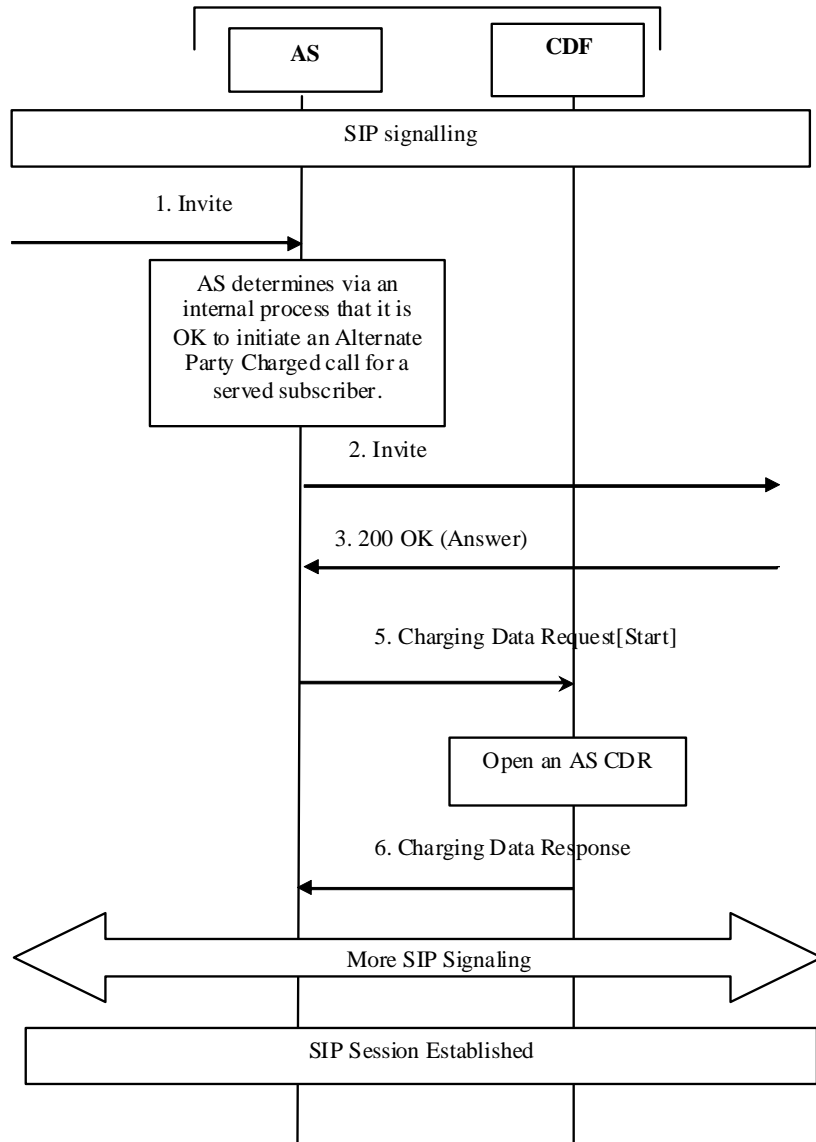 AS
CDF
SIP signalling
1. Invite
AS determines via an
internal process that it is
OK to initiate an Alternate
Party Charged call for a
served subscriber.
2. Invite
3. 200 OK (Answer)
5. Charging Data Request[Start]
Open an AS CDR
6. Charging Data Response
More SIP Signaling
SIP Session Established